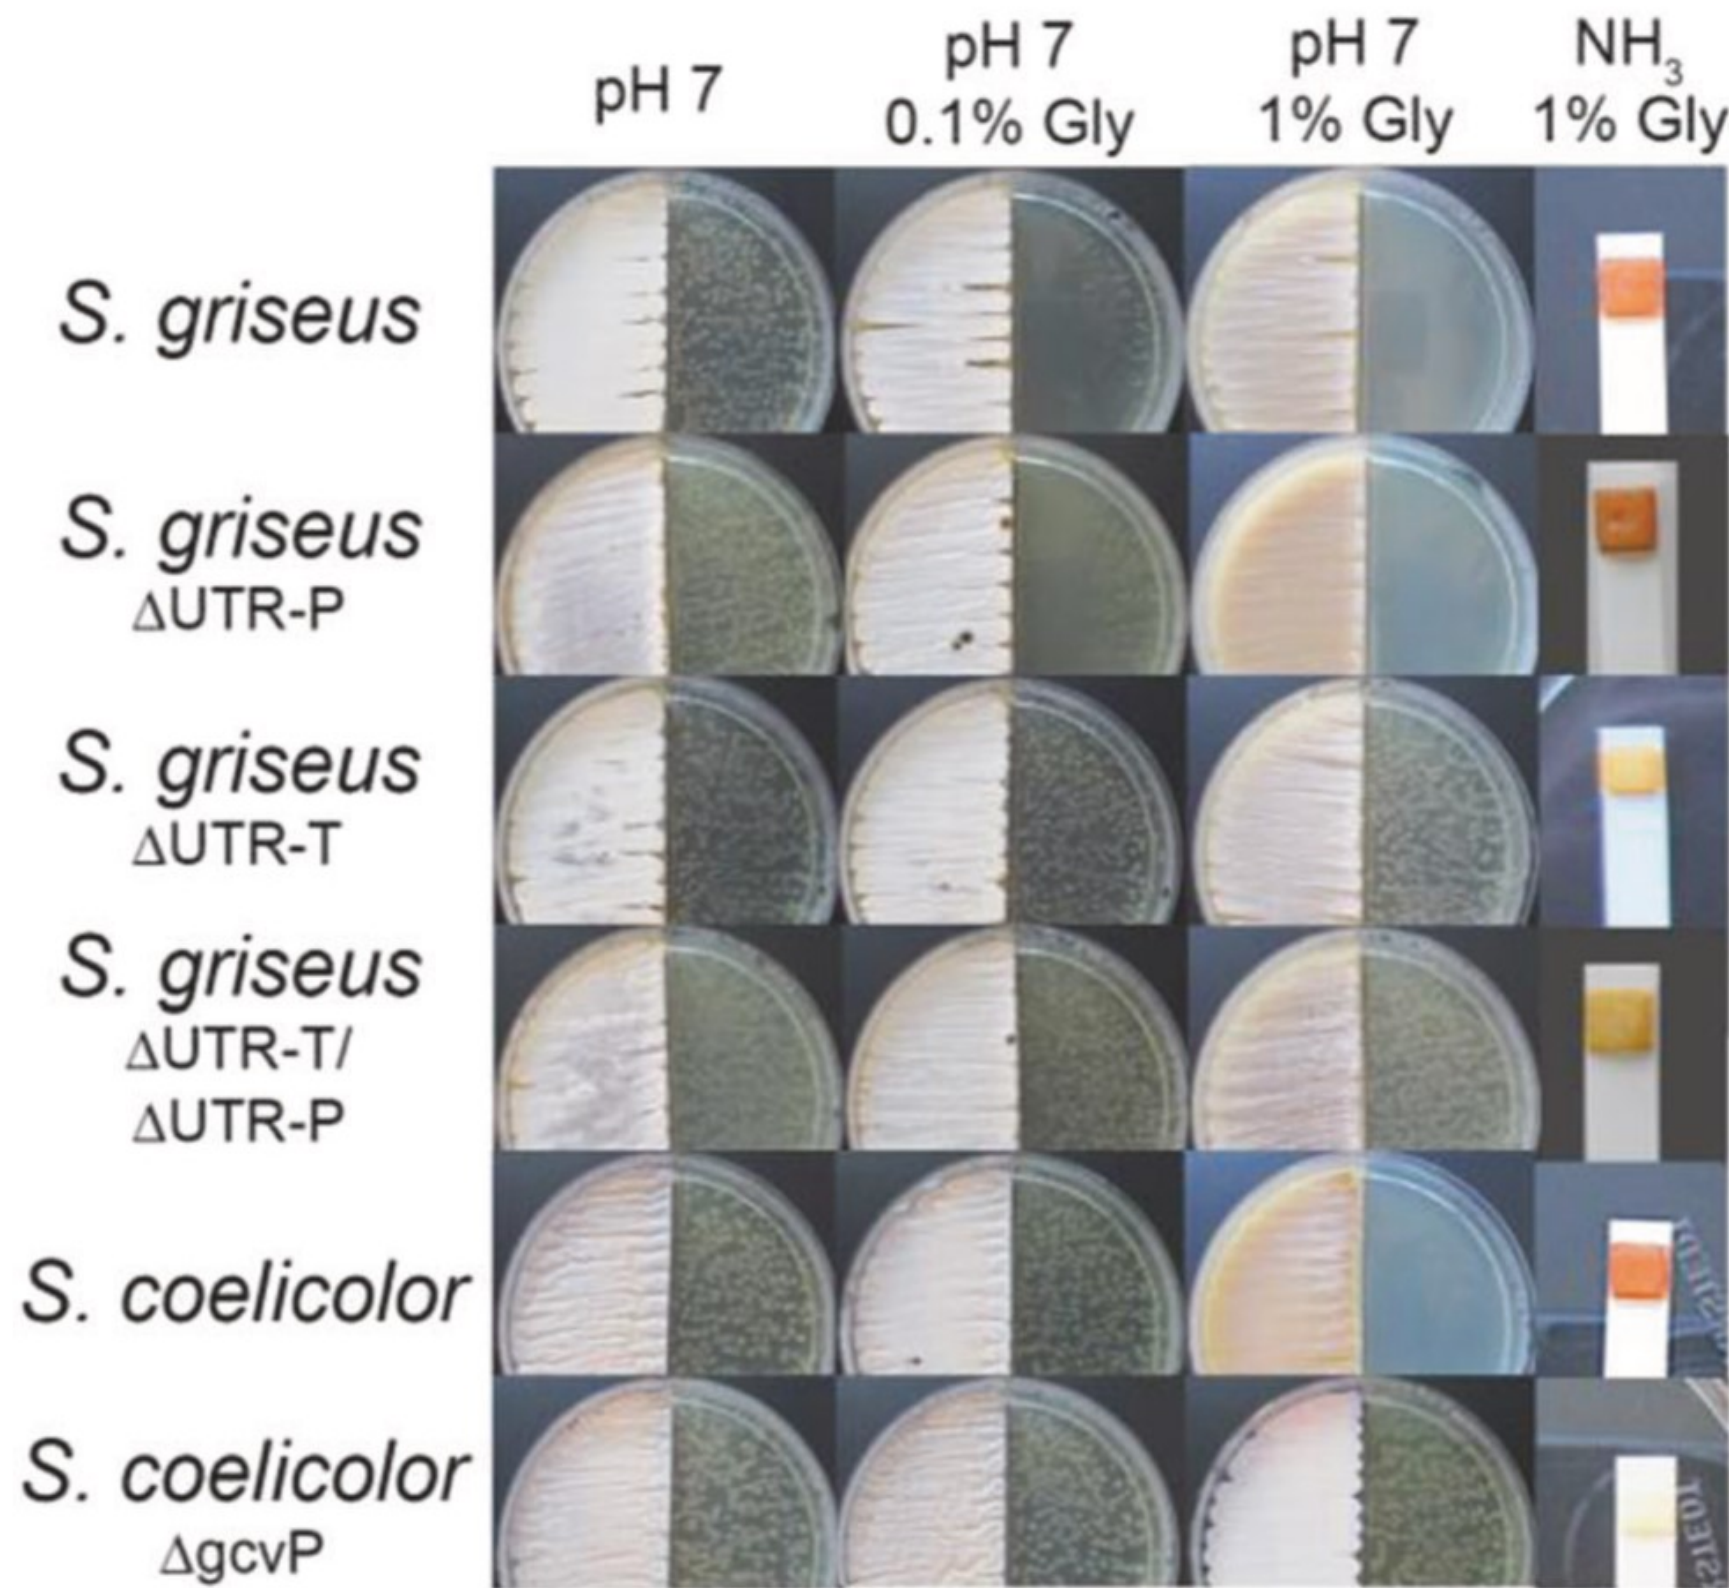 pH 7
pH 7
0.1% Gly
pH 7
1% Gly
NH₃
1% Gly
S. griseus
S. griseus
ΔUTR-P
S. griseus
ΔUTR-T
S. griseus
ΔUTR-T/
ΔUTR-P
S. coelicolor
S. coelicolor
ΔgcvP